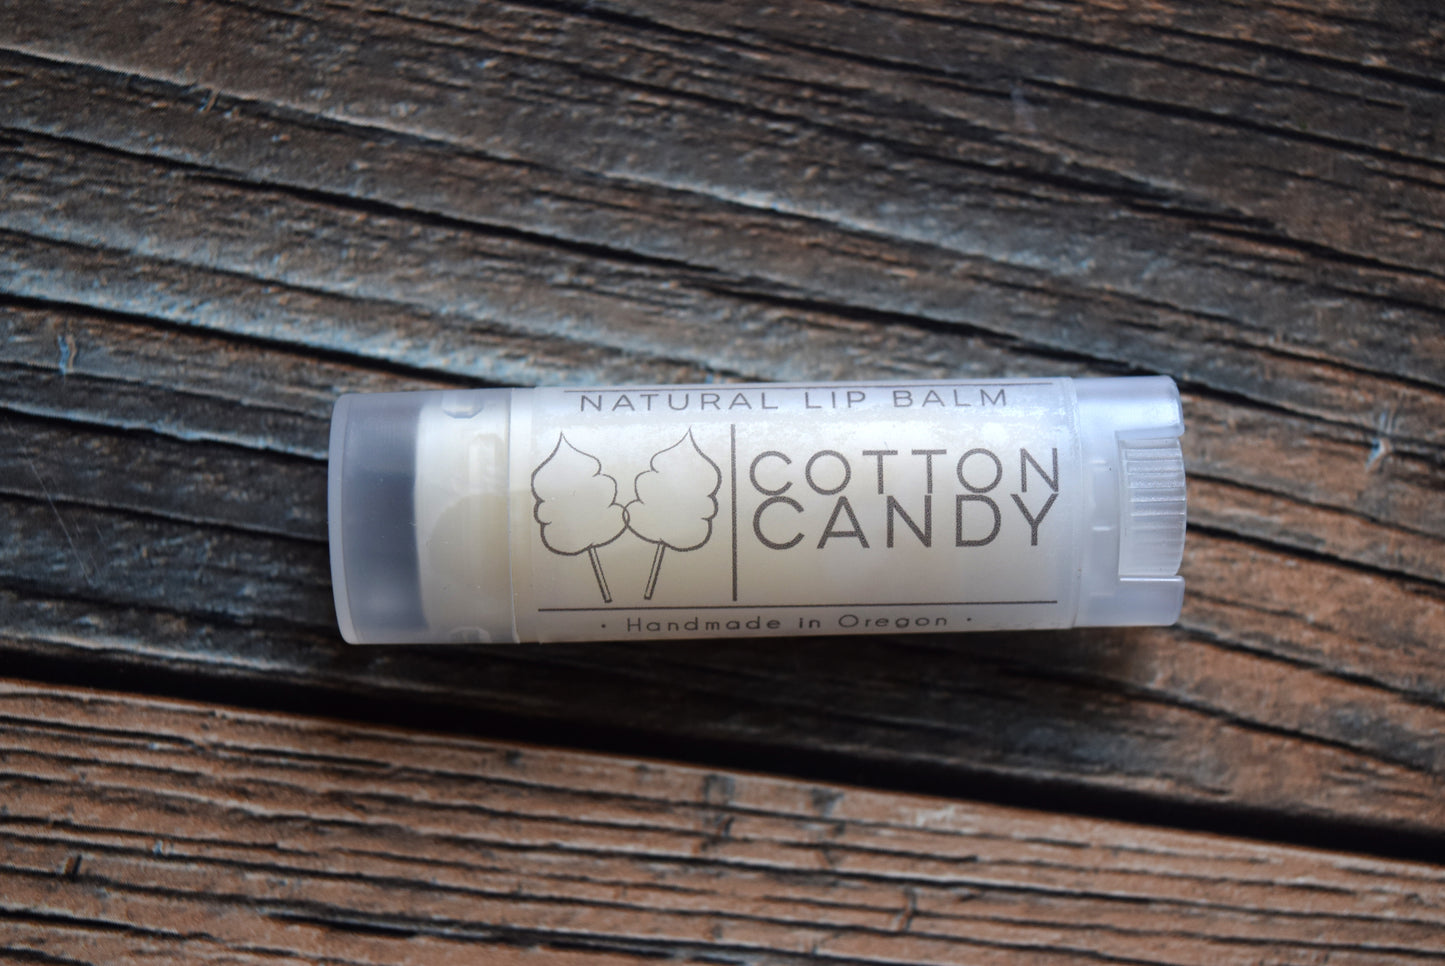 NATURAL LIP BALM
COTTON
CANDY
· Handmade in Oregon ·